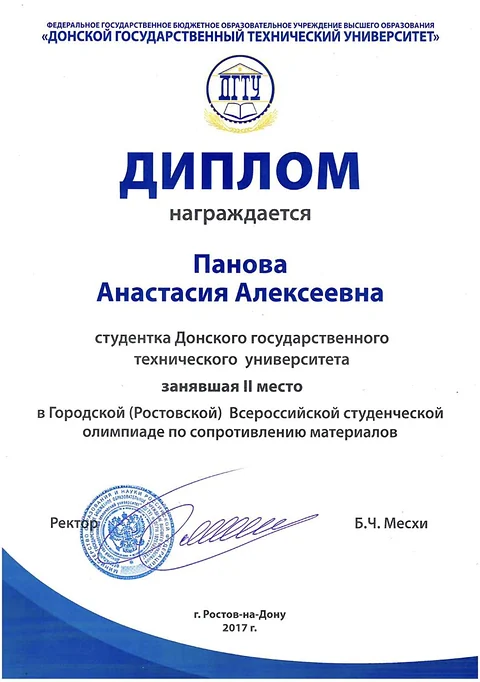 ФЕДЕРАЛЬНОЕ ГОСУДАРСТВЕННОЕ БЮДЖЕТНОЕ ОБРАЗОВАТЕЛЬНОЕ УЧРЕЖДЕНИЕ ВЫСШЕГО ОБРАЗОВАНИЯ
«ДОНСКОЙ ГОСУДАРСТВЕННЫЙ ТЕХНИЧЕСКИЙ УНИВЕРСИТЕТ»
ДГТУ
ДИПЛОМ
награждается
Панова
Анастасия Алексеевна
студентка Донского государственного
технического университета
занявшая II место
в Городской (Ростовской) Всероссийской студенческой
олимпиаде по сопротивлению материалов
Ректор
Б.Ч. Месхи
г. Ростов-на-Дону
2017 г.